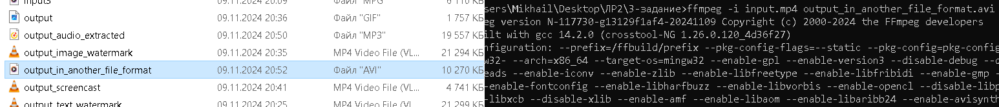 input3 09.11.2024 20:09 Файл "MPG" 6 110 КБ
output 09.11.2024 20:36 Файл "GIF" 1 757 КБ
output_audio_extracted 09.11.2024 20:50 Файл "MP3" 19 557 КБ
output_image_watermark 09.11.2024 20:35 MP4 Video File (VL... 21 294 КБ
output_in_another_file_format 09.11.2024 20:52 Файл "AVI" 10 270 КБ
output_screencast 09.11.2024 20:41 MP4 Video File (VL... 4 741 КБ
output_text_watermark 09.11.2024 20:25 MP4 Video File (VL... 21 299 КБ
sers\Mikhail\Desktop\ЛР2\3-задание>ffmpeg -i input.mp4 output_in_another_file_format.avi
eg version N-117730-g13129f1af4-20241109 Copyright (c) 2000-2024 the FFmpeg developers
ilt with gcc 14.2.0 (crosstool-NG 1.26.0.120_4d36f27)
nfiguration: --prefix=/ffbuild/prefix --pkg-config-flags=--static --pkg-config=pkg-config
w32- --arch=x86_64 --target-os=mingw32 --enable-gpl --enable-version3 --disable-debug --d
eads --enable-iconv --enable-zlib --enable-libfreetype --enable-libfribidi --enable-gmp -
-enable-fontconfig --enable-libharfbuzz --enable-libvorbis --enable-opencl --disable-libp
-libxcb --disable-xlib --enable-amf --enable-libaom --enable-libaribb24 --enable-avisynth